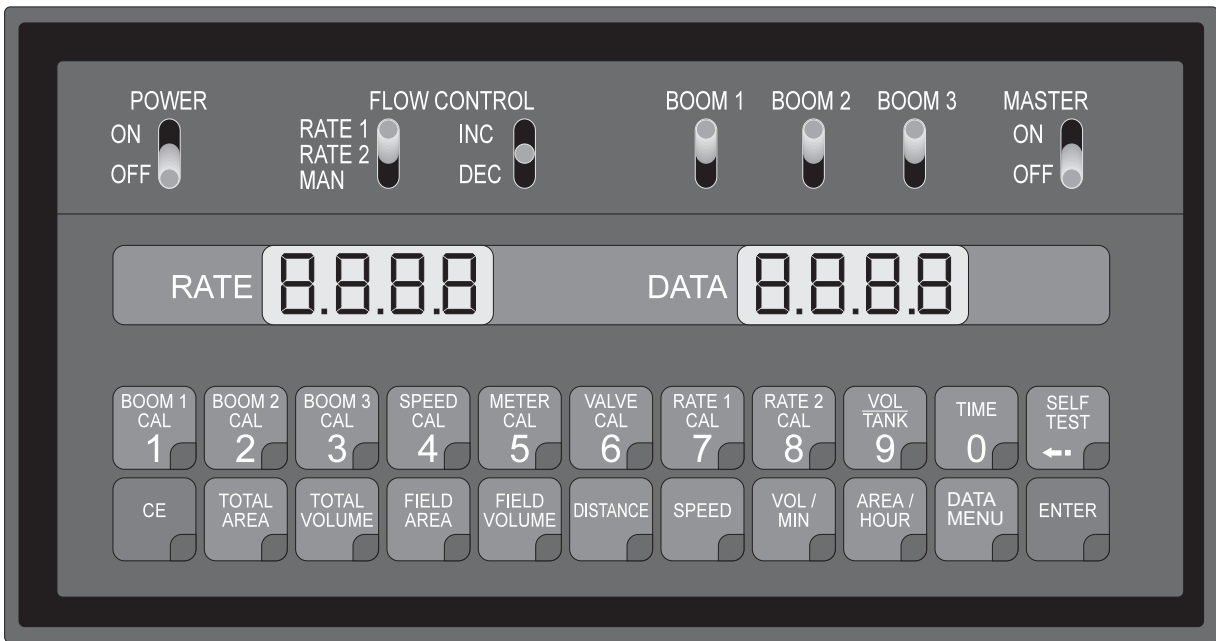 POWER
ON
OFF
FLOW CONTROL
RATE 1
RATE 2
MAN
INC
DEC
BOOM 1
BOOM 2
BOOM 3
MASTER
ON
OFF
RATE 8.8.8.8
DATA 8.8.8.8
BOOM 1
CAL
1
BOOM 2
CAL
2
BOOM 3
CAL
3
SPEED
CAL
4
METER
CAL
5
VALVE
CAL
6
RATE 1
CAL
7
RATE 2
CAL
8
VOL
TANK
9
TIME
0
SELF
TEST
CE
TOTAL
AREA
TOTAL
VOLUME
FIELD
AREA
FIELD
VOLUME
DISTANCE
SPEED
VOL /
MIN
AREA /
HOUR
DATA
MENU
ENTER